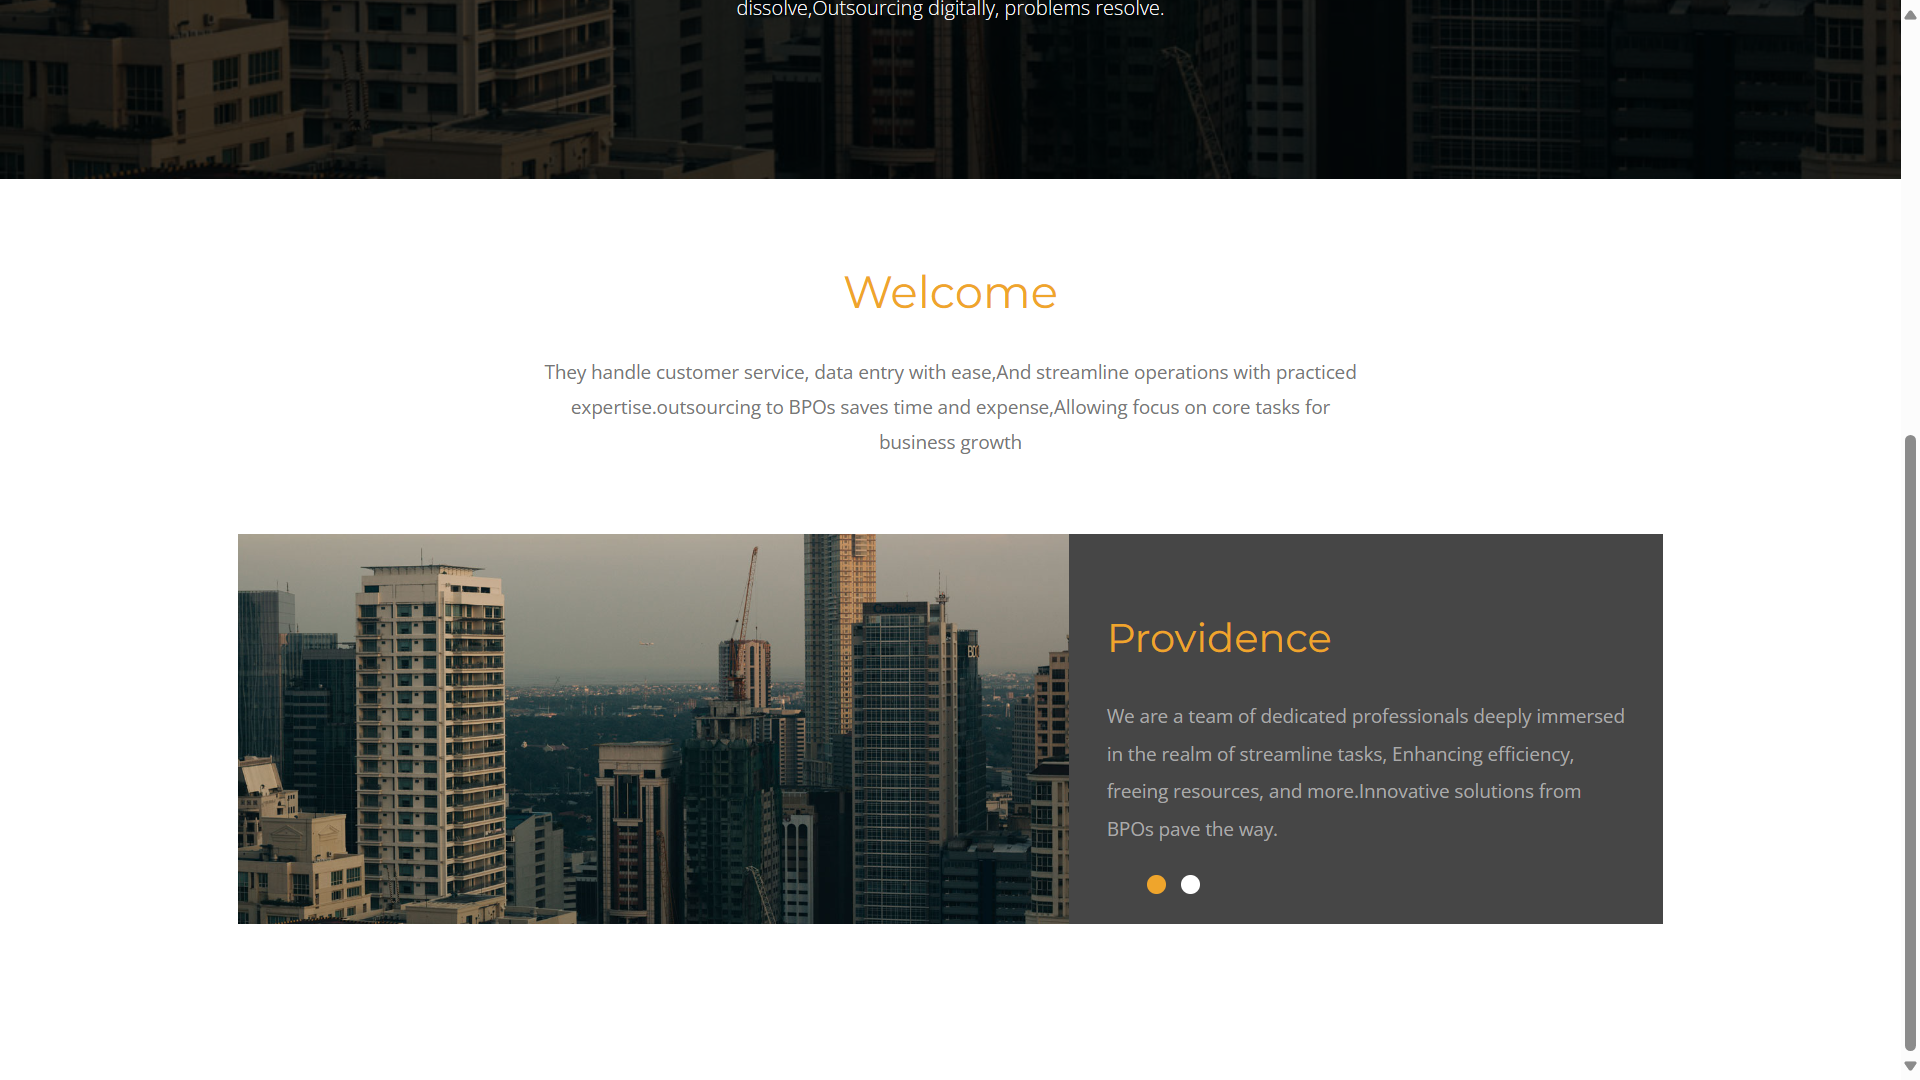 dissolve,Outsourcing digitally, problems resolve.
Welcome
They handle customer service, data entry with ease,And streamline operations with practiced
expertise.outsourcing to BPOs saves time and expense,Allowing focus on core tasks for
business growth
Providence
We are a team of dedicated professionals deeply immersed
in the realm of streamline tasks, Enhancing efficiency,
freeing resources, and more.Innovative solutions from
BPOs pave the way.